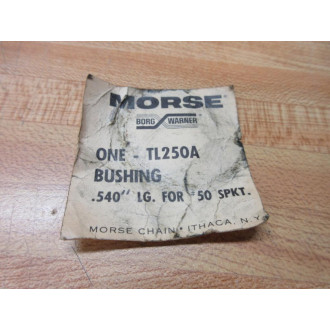 MORSE
BORG WARNER
ONE - TL250A
BUSHING
.540" LG. FOR #50 SPKT.
MORSE CHAIN • ITHACA, N.Y.